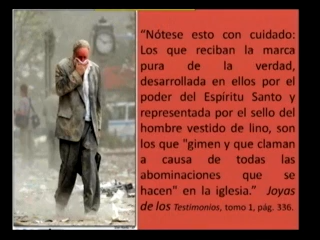 “Nótese esto con cuidado:
Los que reciban la marca
pura de la verdad,
desarrollada en ellos por el
poder del Espíritu Santo y
representada por el sello del
hombre vestido de lino, son
los que "gimen y que claman
a causa de todas las
abominaciones que se
hacen" en la iglesia.” Joyas
de los Testimonios, tomo 1, pág. 336.